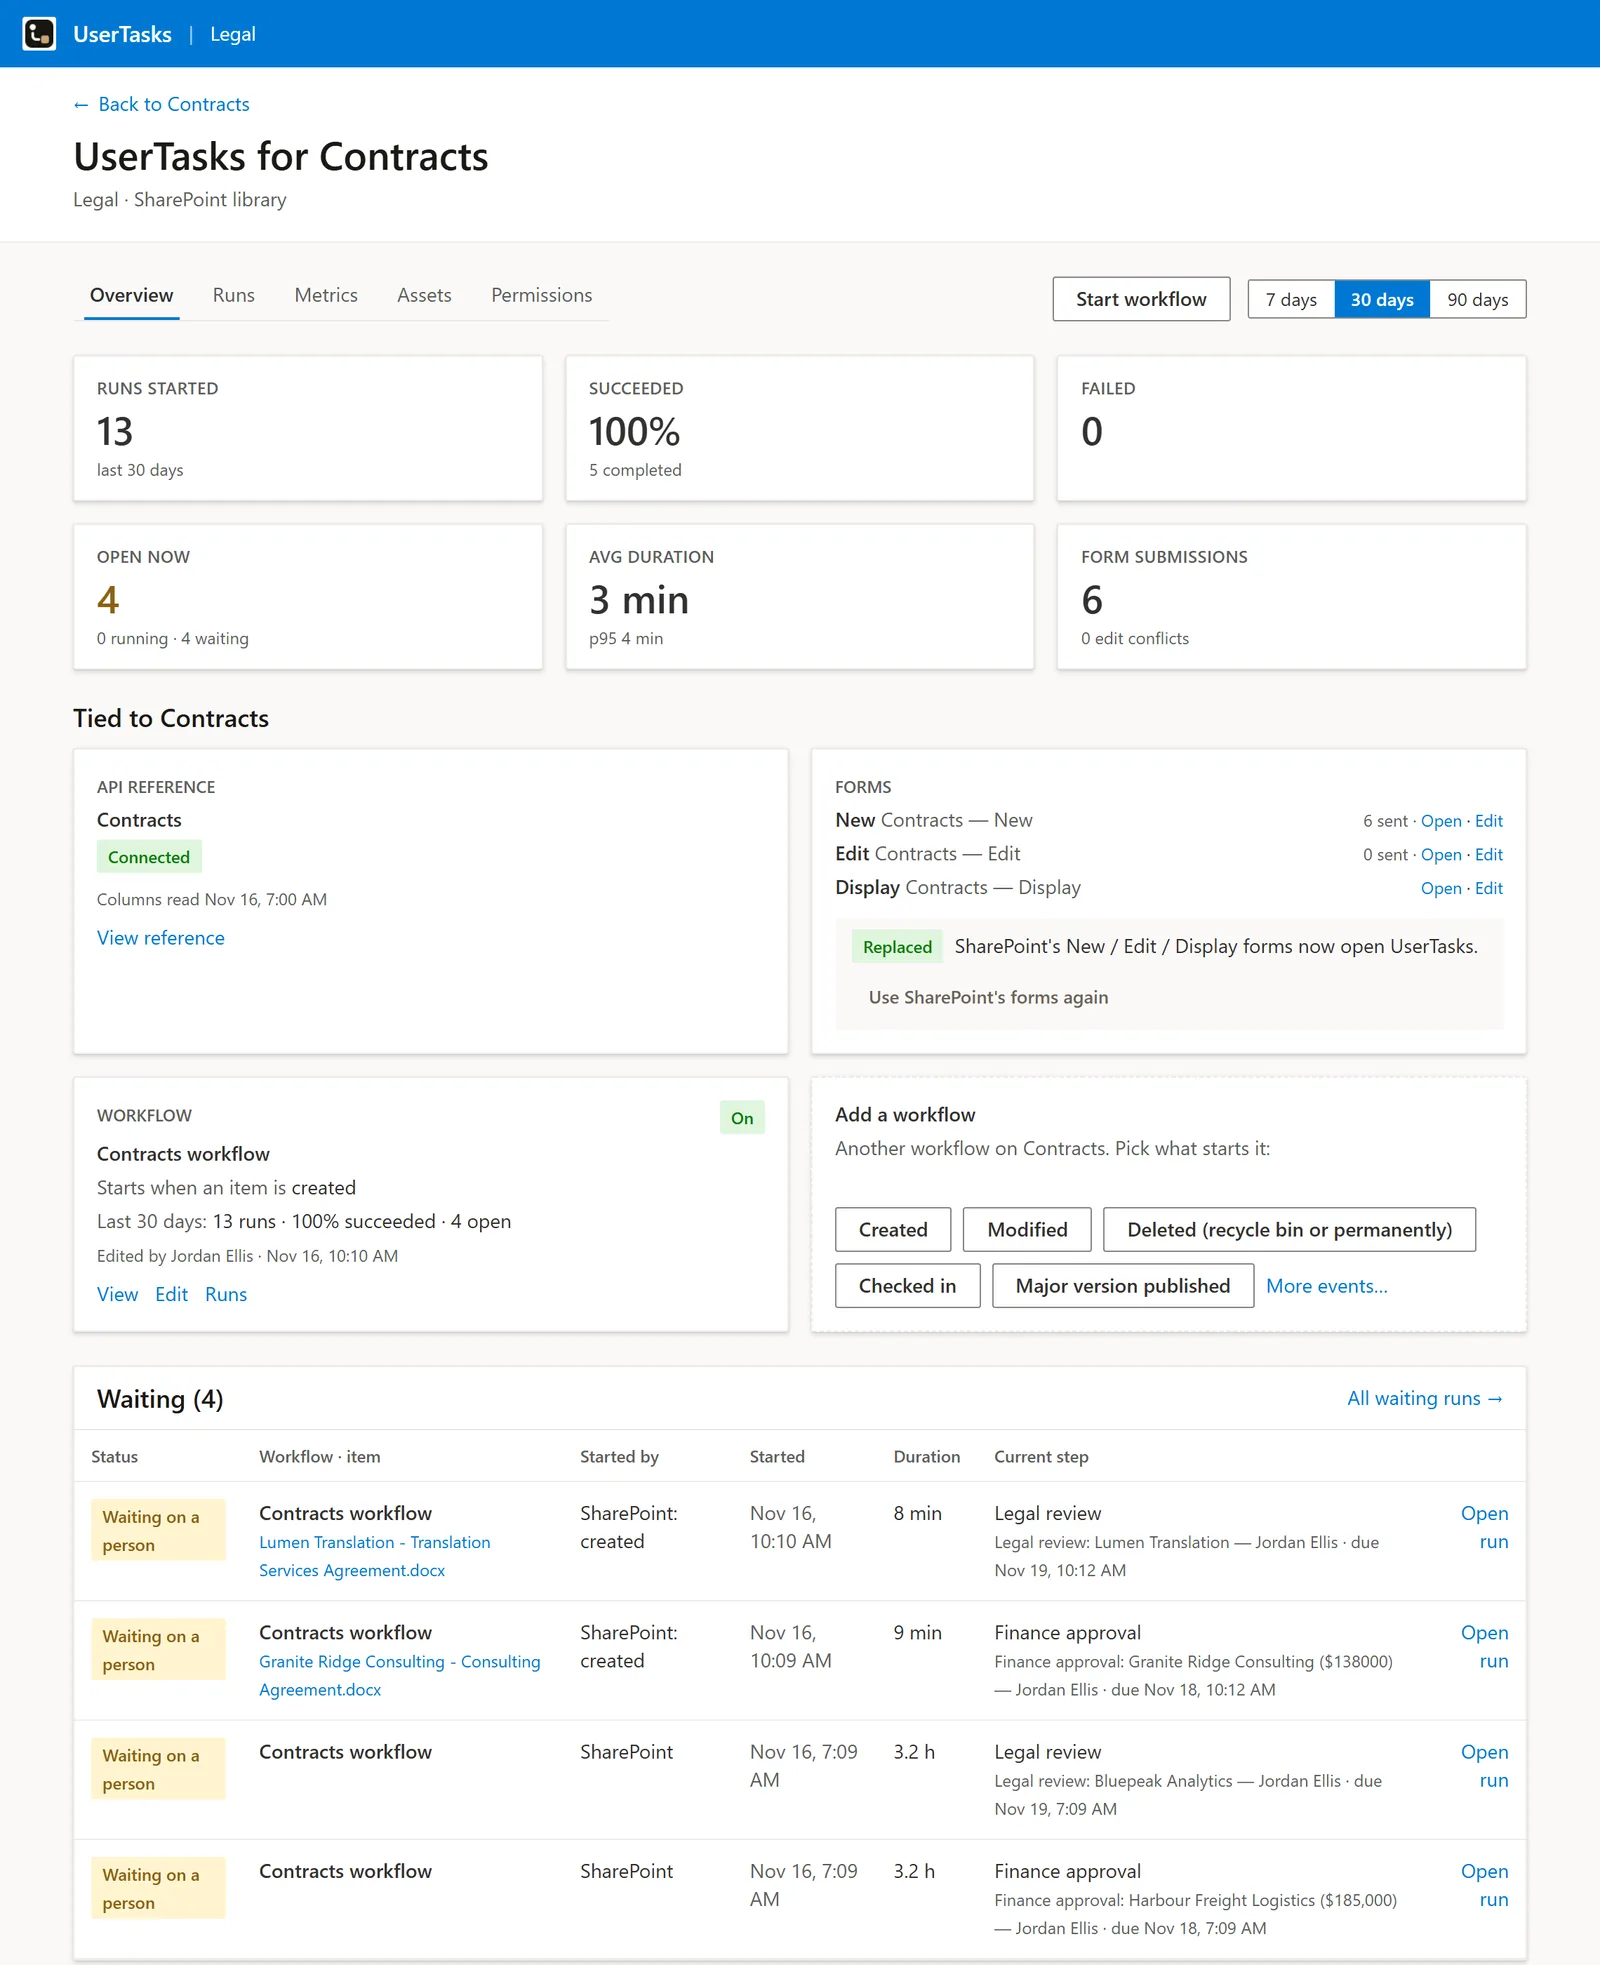 UserTasks | Legal
← Back to Contracts
UserTasks for Contracts
Legal · SharePoint library
Overview Runs Metrics Assets Permissions
Start workflow
7 days 30 days 90 days
RUNS STARTED
13
last 30 days
SUCCEEDED
100%
5 completed
FAILED
0
OPEN NOW
4
0 running · 4 waiting
AVG DURATION
3 min
p95 4 min
FORM SUBMISSIONS
6
0 edit conflicts
Tied to Contracts
API REFERENCE
Contracts
Connected
Columns read Nov 16, 7:00 AM
View reference
FORMS
New Contracts — New 6 sent · Open · Edit
Edit Contracts — Edit 0 sent · Open · Edit
Display Contracts — Display Open · Edit
Replaced SharePoint's New / Edit / Display forms now open UserTasks.
Use SharePoint's forms again
WORKFLOW
On
Contracts workflow
Starts when an item is created
Last 30 days: 13 runs · 100% succeeded · 4 open
Edited by Jordan Ellis · Nov 16, 10:10 AM
View Edit Runs
Add a workflow
Another workflow on Contracts. Pick what starts it:
Created Modified Deleted (recycle bin or permanently)
Checked in Major version published More events...
Waiting (4) All waiting runs →
Status Workflow · item Started by Started Duration Current step
Waiting on a person
Contracts workflow
Lumen Translation - Translation
Services Agreement.docx
SharePoint:
created
Nov 16,
10:10 AM
8 min
Legal review
Legal review: Lumen Translation — Jordan Ellis · due
Nov 19, 10:12 AM
Open
run
Waiting on a
person
Contracts workflow
Granite Ridge Consulting - Consulting
Agreement.docx
SharePoint:
created
Nov 16,
10:09 AM
9 min
Finance approval
Finance approval: Granite Ridge Consulting ($138000)
— Jordan Ellis · due Nov 18, 10:12 AM
Open
run
Waiting on a
person
Contracts workflow
SharePoint
Nov 16, 7:09
AM
3.2 h
Legal review
Legal review: Bluepeak Analytics — Jordan Ellis · due
Nov 19, 7:09 AM
Open
run
Waiting on a
person
Contracts workflow
SharePoint
Nov 16, 7:09
AM
3.2 h
Finance approval
Finance approval: Harbour Freight Logistics ($185,000)
— Jordan Ellis · due Nov 18, 7:09 AM
Open
run